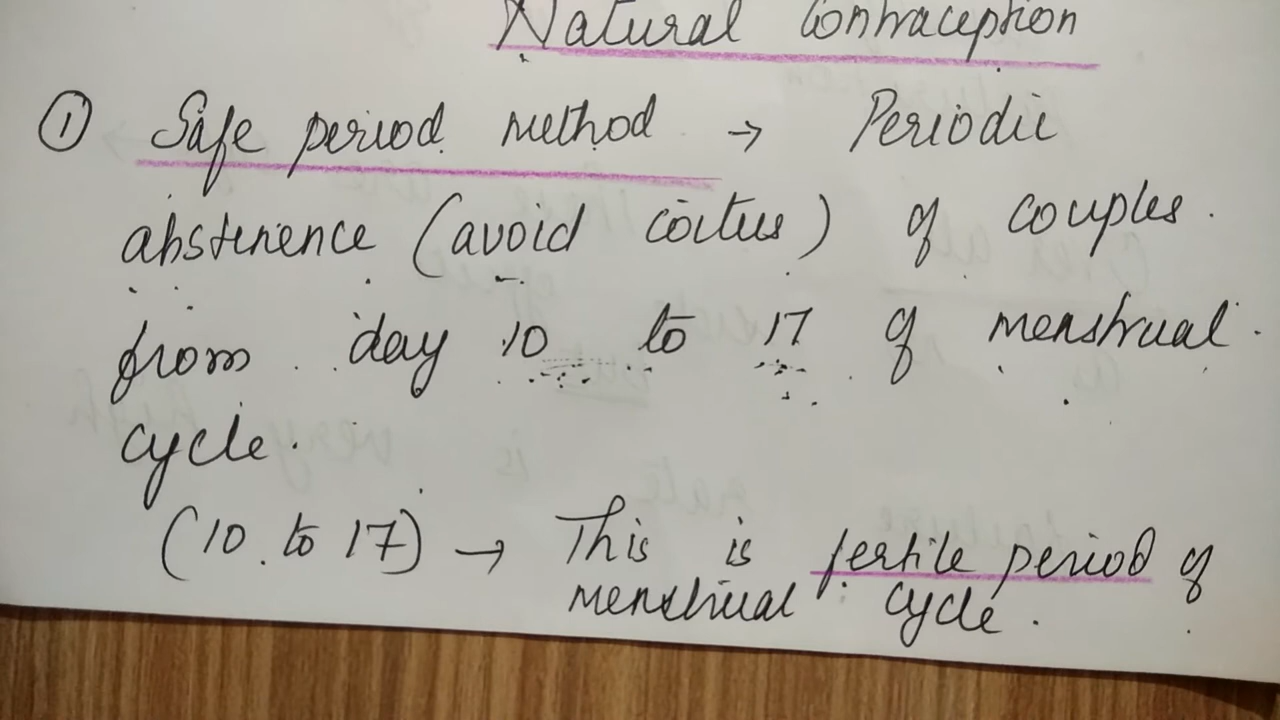 Natural Contraception
① Safe period method → Periodic
abstinence (avoid coitus) of couples.
from day 10 to 17 of menstrual
cycle.
(10 to 17) → This is fertile period of
menstrual cycle.